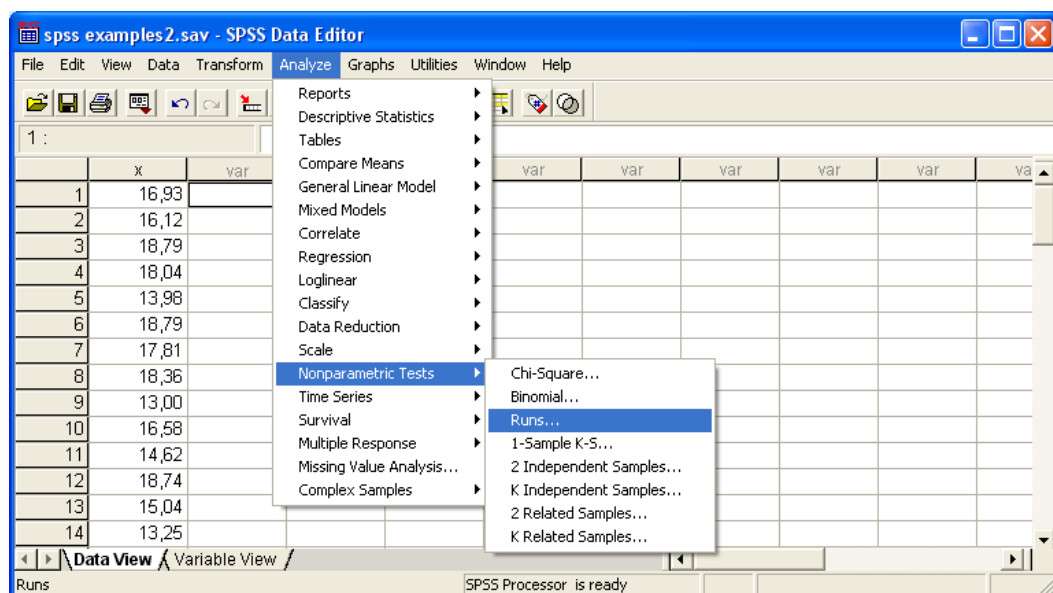 SPSS
spss examples2.sav - SPSS Data Editor
File Edit View Data Transform Analyze Graphs Utilities Window Help
1 :
x var var var var var var va
1 16,93
2 16,12
3 18,79
4 18,04
5 13,98
6 18,79
7 17,81
8 18,36
9 13,00
10 16,58
11 14,62
12 18,74
13 15,04
14 13,25
Reports
Descriptive Statistics
Tables
Compare Means
General Linear Model
Mixed Models
Correlate
Regression
Loglinear
Classify
Data Reduction
Scale
Nonparametric Tests
Time Series
Survival
Multiple Response
Missing Value Analysis...
Complex Samples
Chi-Square...
Binomial...
Runs...
1-Sample K-S...
2 Independent Samples...
K Independent Samples...
2 Related Samples...
K Related Samples...
Data View Variable View
Runs SPSS Processor is ready